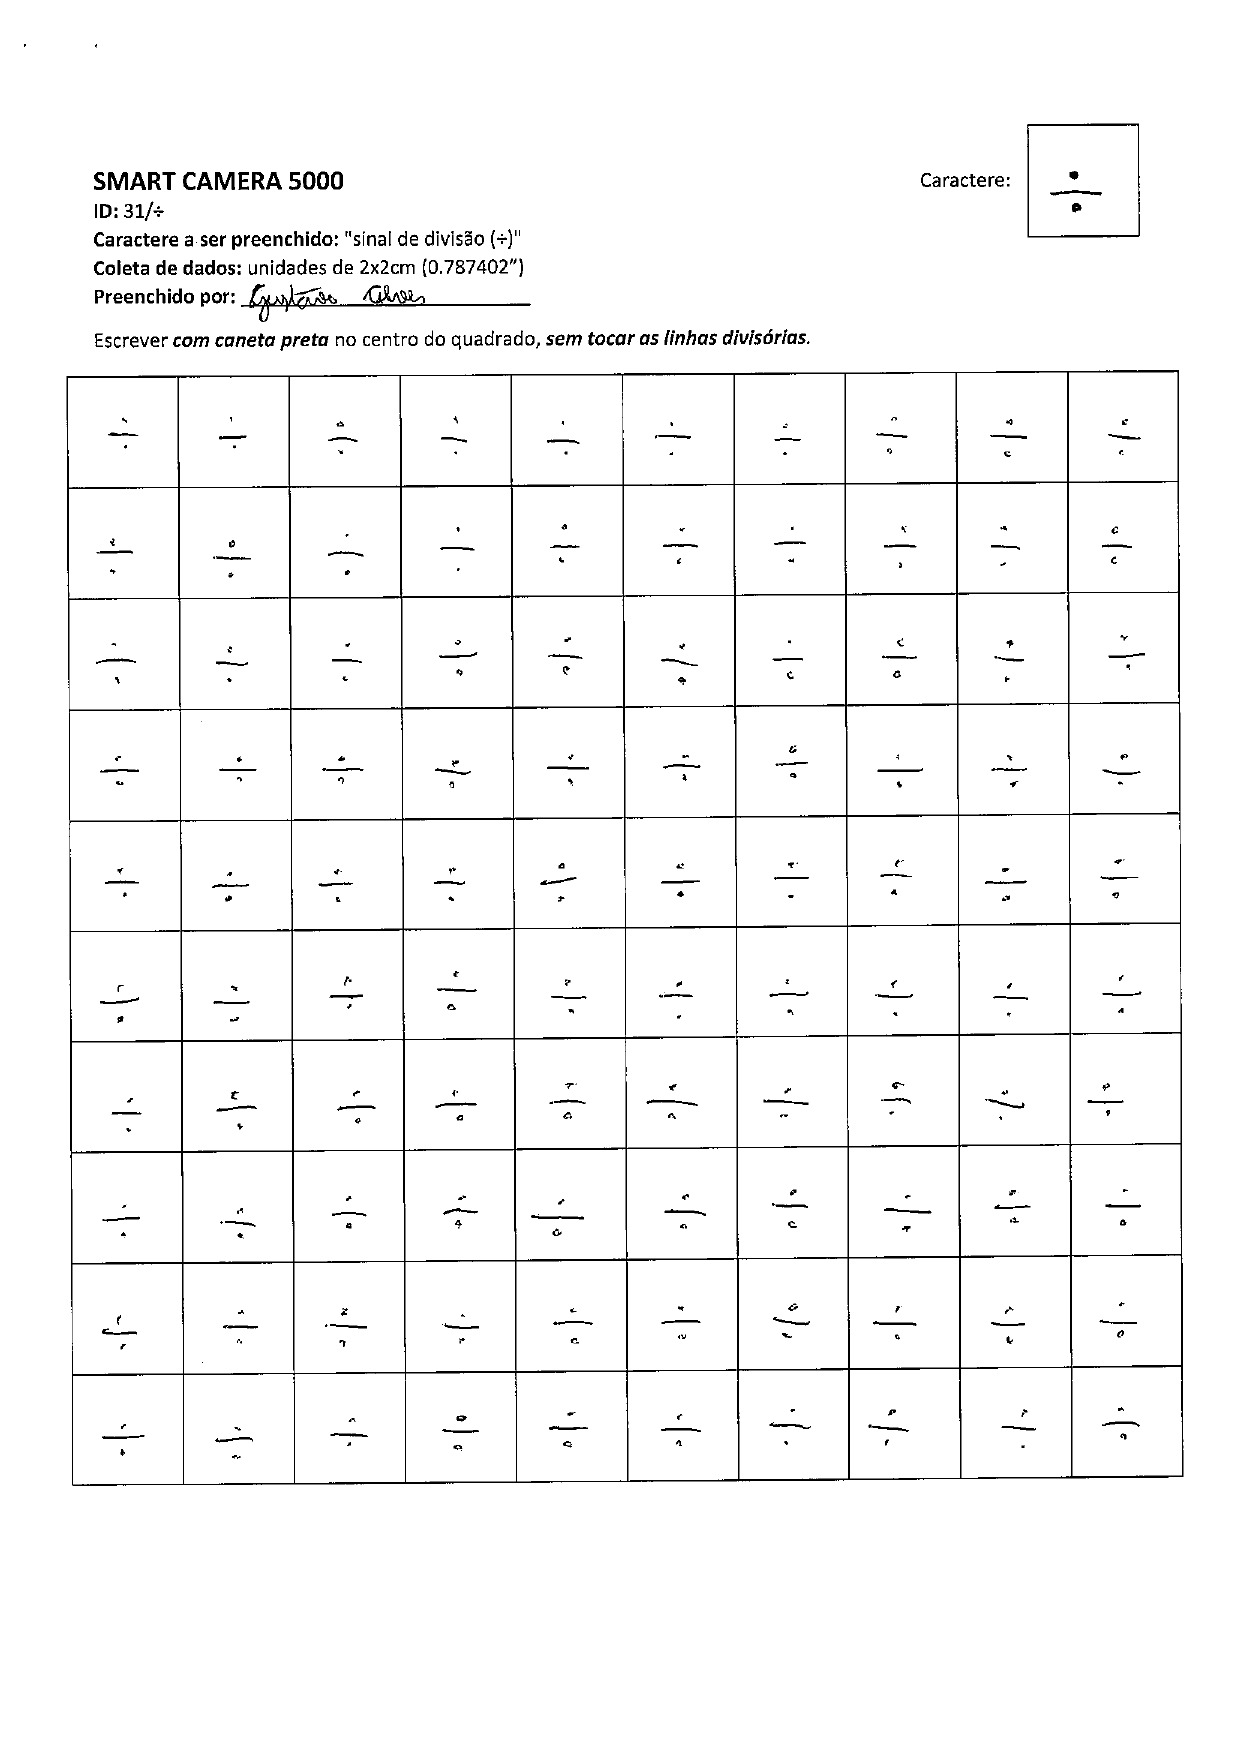 SMART CAMERA 5000
Caractere: ÷
ID: 31/÷
Caractere a ser preenchido: "sinal de divisão (÷)"
Coleta de dados: unidades de 2x2cm (0.787402”)
Preenchido por: Gustavo Alves
Escrever com caneta preta no centro do quadrado, sem tocar as linhas divisórias.
÷ ÷ ÷ ÷ ÷ ÷ ÷ ÷ ÷ ÷
÷ ÷ ÷ ÷ ÷ ÷ ÷ ÷ ÷ ÷
÷ ÷ ÷ ÷ ÷ ÷ ÷ ÷ ÷ ÷
÷ ÷ ÷ ÷ ÷ ÷ ÷ ÷ ÷ ÷
÷ ÷ ÷ ÷ ÷ ÷ ÷ ÷ ÷ ÷
÷ ÷ ÷ ÷ ÷ ÷ ÷ ÷ ÷ ÷
÷ ÷ ÷ ÷ ÷ ÷ ÷ ÷ ÷ ÷
÷ ÷ ÷ ÷ ÷ ÷ ÷ ÷ ÷ ÷
÷ ÷ ÷ ÷ ÷ ÷ ÷ ÷ ÷ ÷
÷ ÷ ÷ ÷ ÷ ÷ ÷ ÷ ÷ ÷